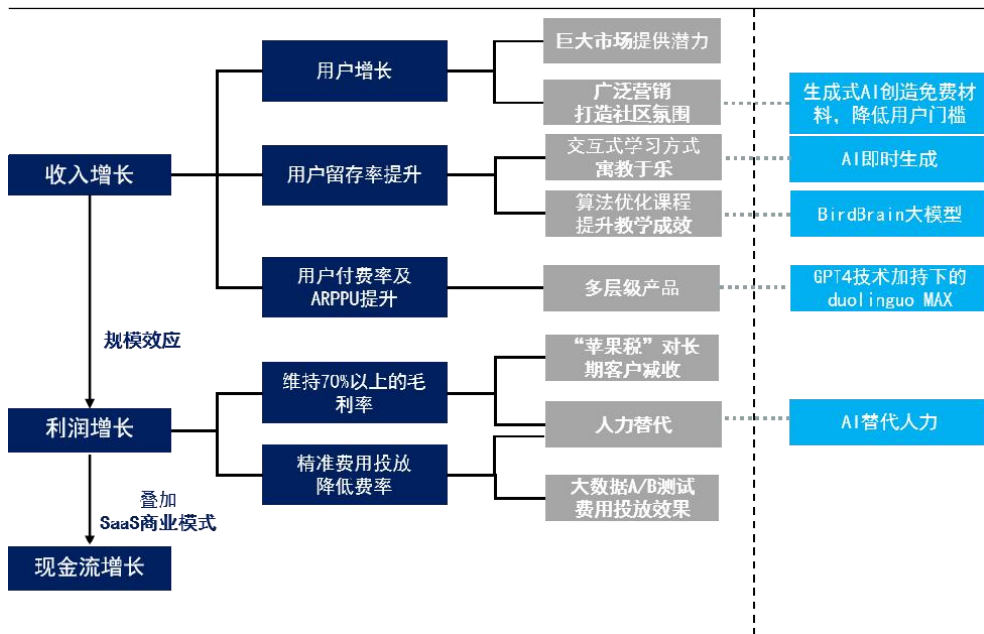 巨大市场提供潜力
用户增长
广泛营销
打造社区氛围
生成式AI创造免费材
料，降低用户门槛
收入增长
用户留存率提升
交互式学习方式
寓教于乐
AI即时生成
算法优化课程
提升教学成效
BirdBrain大模型
用户付费率及
ARPPU提升
多层级产品
GPT4技术加持下的
duolinguo MAX
规模效应
“苹果税”对长
期客户减收
维持70%以上的毛
利率
利润增长
人力替代
AI替代人力
精准费用投放
降低费率
大数据A/B测试
费用投放效果
叠加
SaaS商业模式
现金流增长